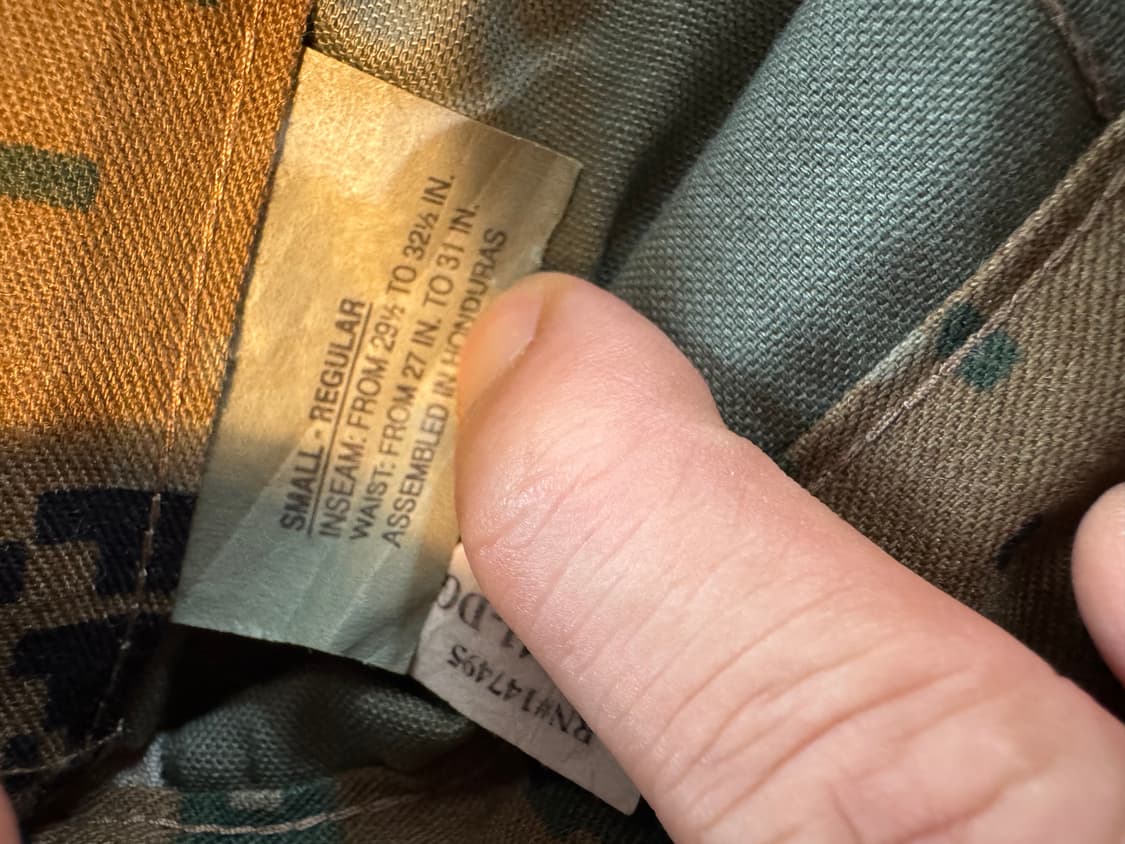 SMALL - REGULAR
INSEAM: FROM 29½ TO 32½ IN.
WAIST: FROM 27 IN. TO 31 IN.
ASSEMBLED IN HONDURAS
RN#147495